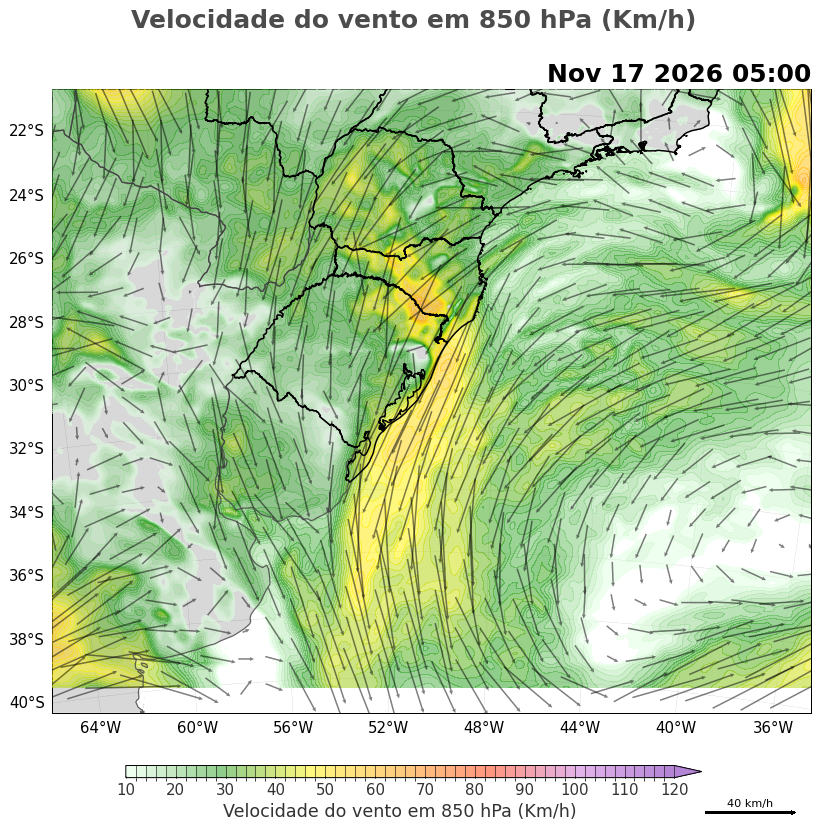 Velocidade do vento em 850 hPa (Km/h)
Nov 17 2026 05:00
22°S
24°S
26°S
28°S
30°S
32°S
34°S
36°S
38°S
40°S
64°W 60°W 56°W 52°W 48°W 44°W 40°W 36°W
10 20 30 40 50 60 70 80 90 100 110 120
Velocidade do vento em 850 hPa (Km/h)
40 km/h